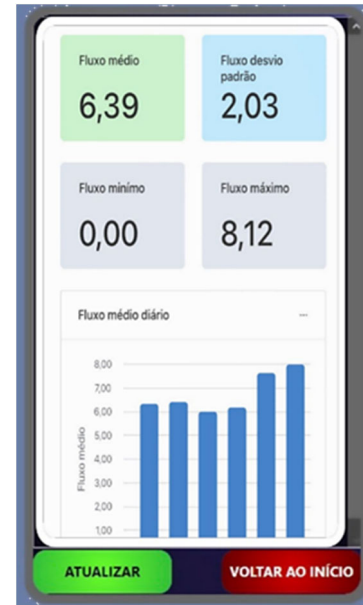 Fluxo médio
6,39
Fluxo desvio
padrão
2,03
Fluxo mínimo
0,00
Fluxo máximo
8,12
Fluxo médio diário
...
Fluxo médio
8,00
7,00
6,00
5,00
4,00
3,00
2,00
1,00
ATUALIZAR
VOLTAR AO INÍCIO